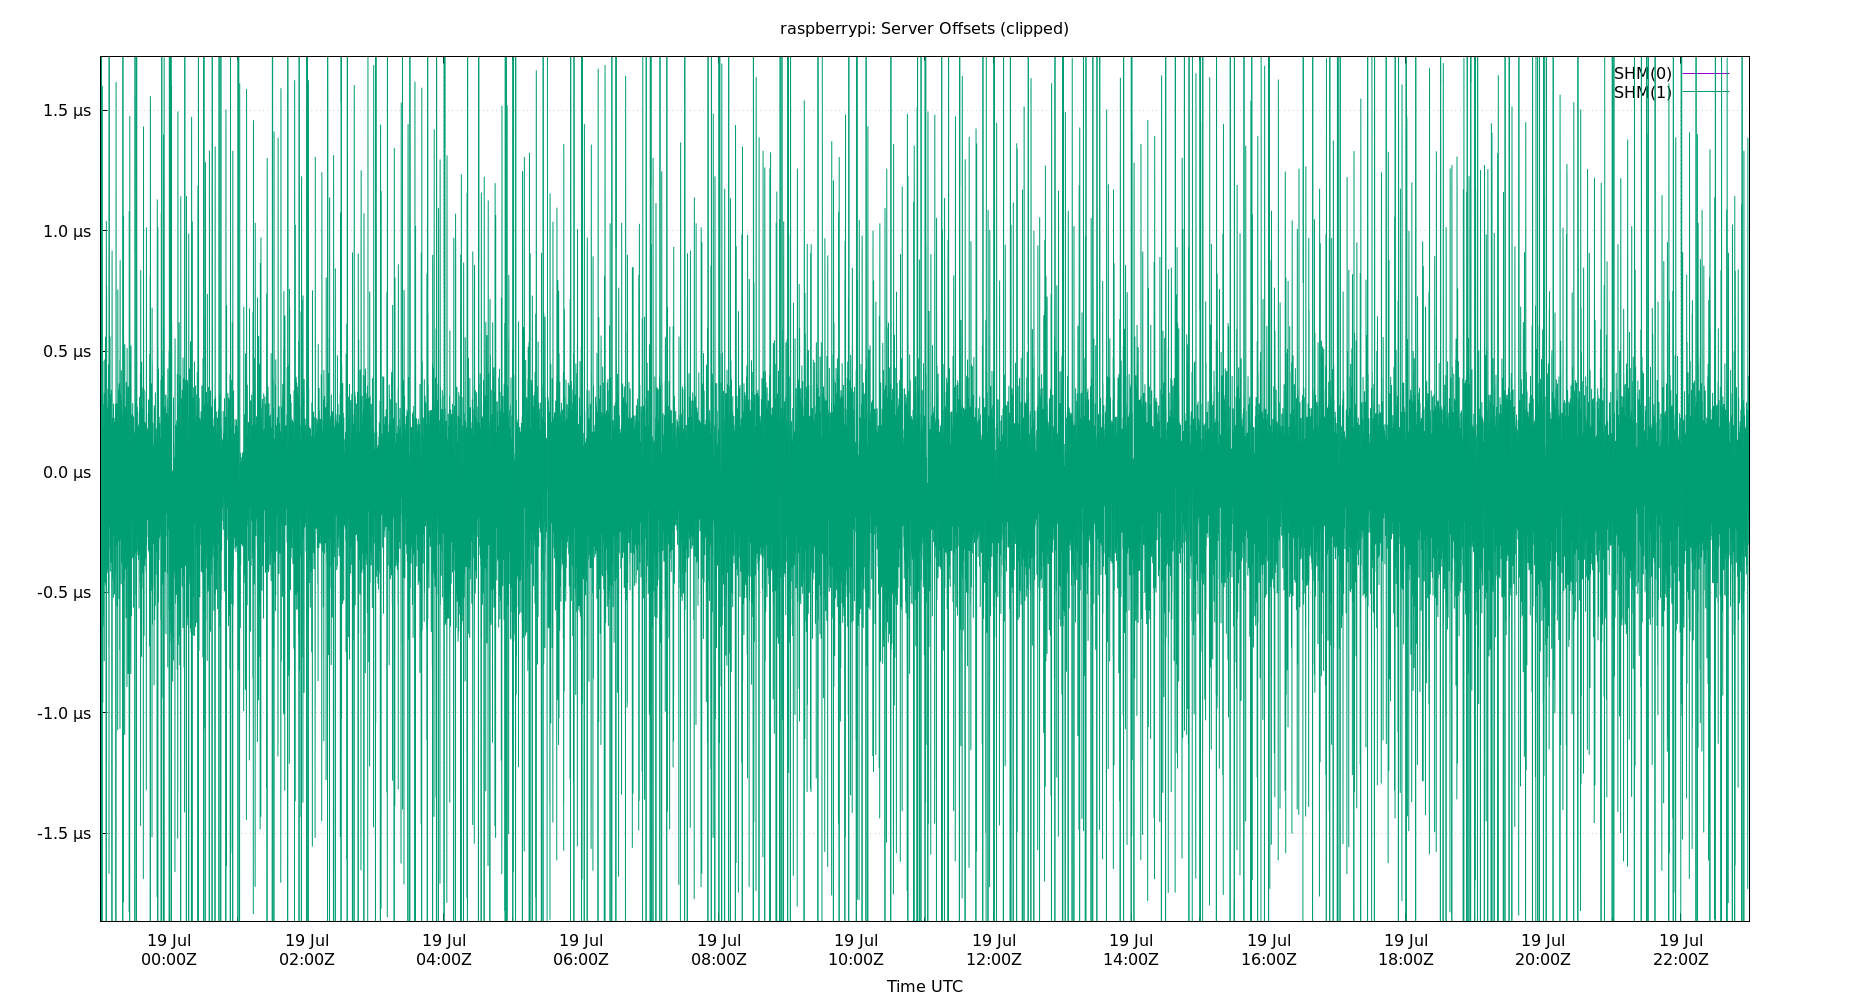 raspberrypi: Server Offsets (clipped)
SHM(0)
SHM(1)
1.5 µs
1.0 µs
0.5 µs
0.0 µs
-0.5 µs
-1.0 µs
-1.5 µs
19 Jul 19 Jul 19 Jul 19 Jul 19 Jul 19 Jul 19 Jul 19 Jul 19 Jul 19 Jul 19 Jul 19 Jul
00:00Z 02:00Z 04:00Z 06:00Z 08:00Z 10:00Z 12:00Z 14:00Z 16:00Z 18:00Z 20:00Z 22:00Z
Time UTC